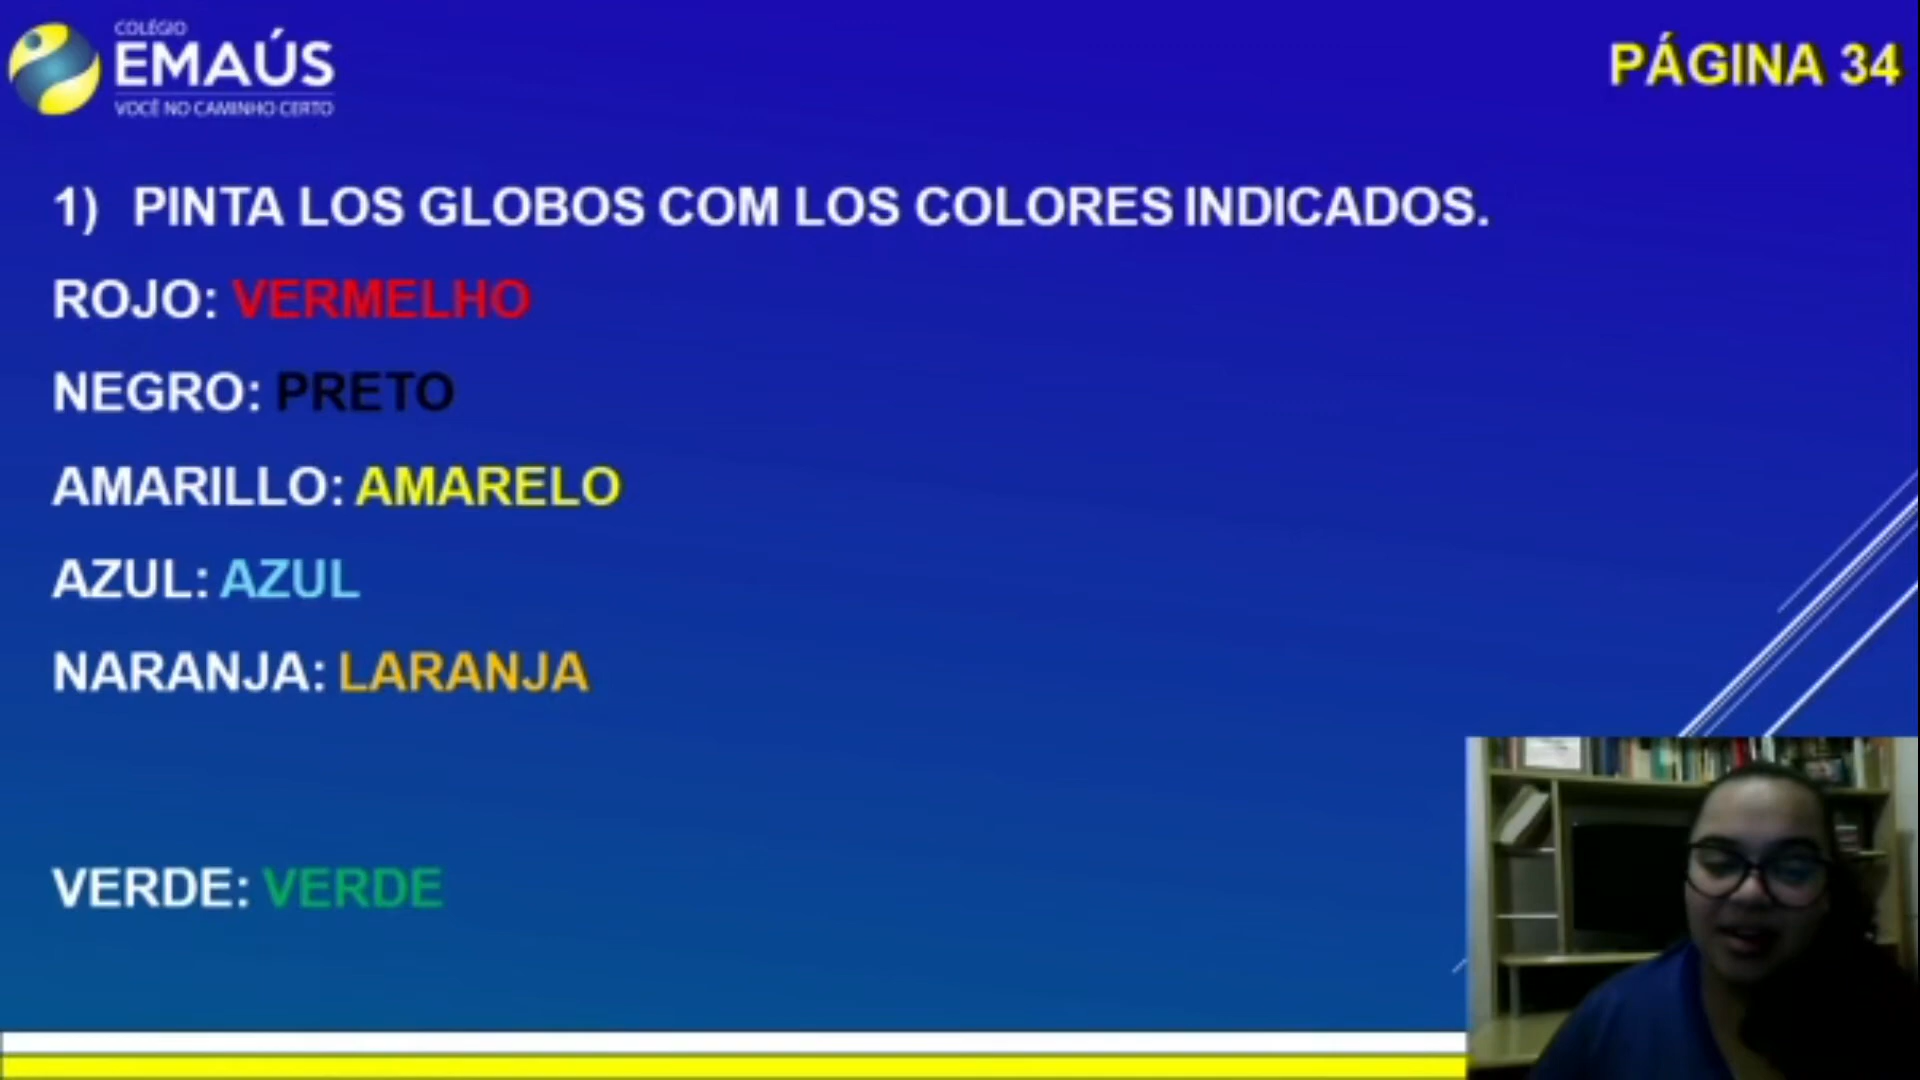 COLÉGIO
EMAÚS
VOCÊ NO CAMINHO CERTO
PÁGINA 34
1) PINTA LOS GLOBOS COM LOS COLORES INDICADOS.
ROJO: VERMELHO
NEGRO: PRETO
AMARILLO: AMARELO
AZUL: AZUL
NARANJA: LARANJA
VERDE: VERDE